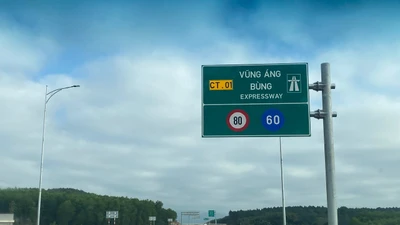 VŨNG ÁNG
CT.01
BÙNG
EXPRESSWAY
80
60